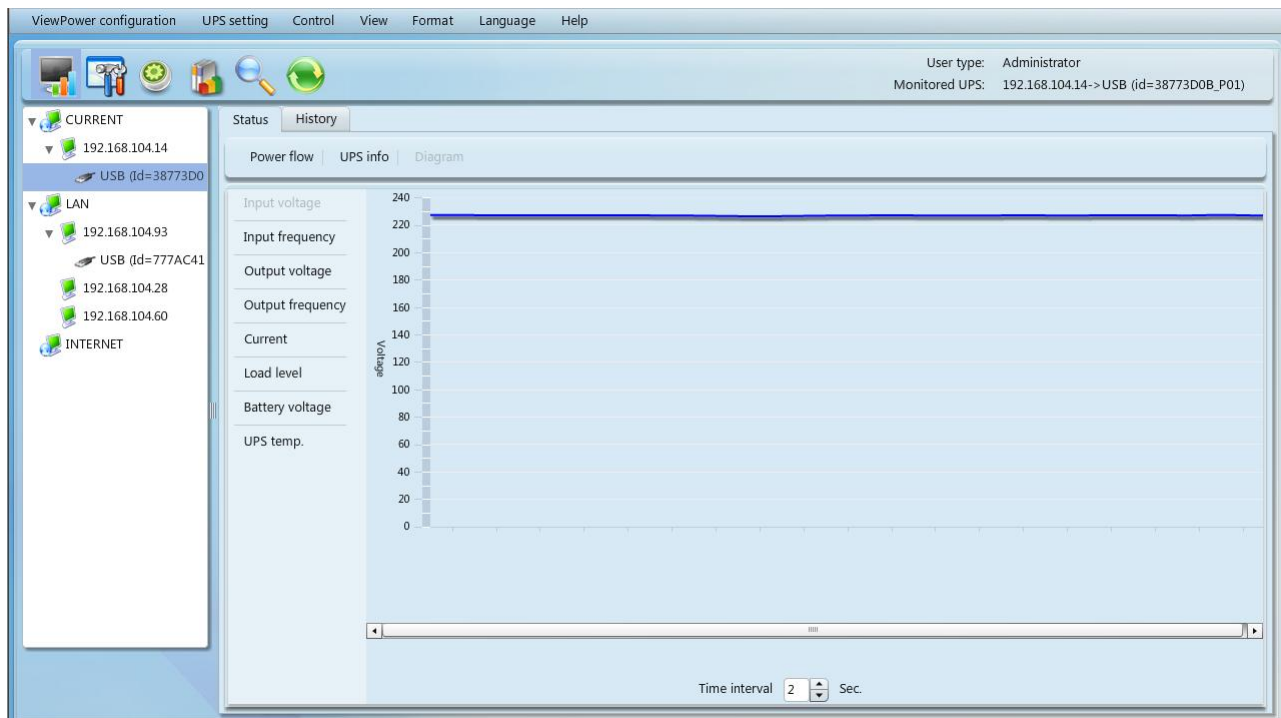 ViewPower configuration UPS setting Control View Format Language Help
User type: Administrator
Monitored UPS: 192.168.104.14->USB (id=38773D0B_P01)
CURRENT
192.168.104.14
USB (Id=38773D0
LAN
192.168.104.93
USB (Id=777AC41
192.168.104.28
192.168.104.60
INTERNET
Status History
Power flow UPS info Diagram
Input voltage
Input frequency
Output voltage
Output frequency
Current
Load level
Battery voltage
UPS temp.
Voltage
240
220
200
180
160
140
120
100
80
60
40
20
0
Time interval 2 Sec.